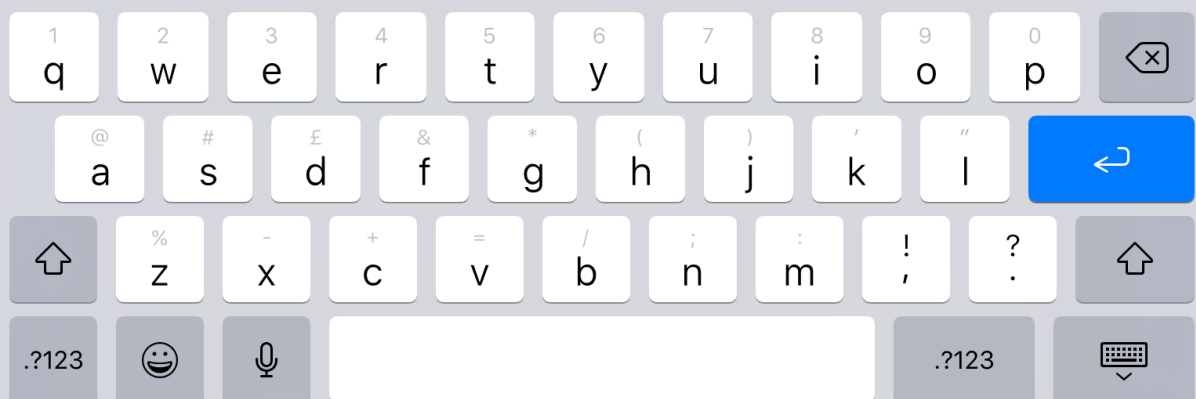 1 2 3 4 5 6 7 8 9 0
q w e r t y u i o p
@ # £ & * ( ) ' "
a s d f g h j k l
% - + = / ; : ! ?
z x c v b n m , .
.?123 .?123